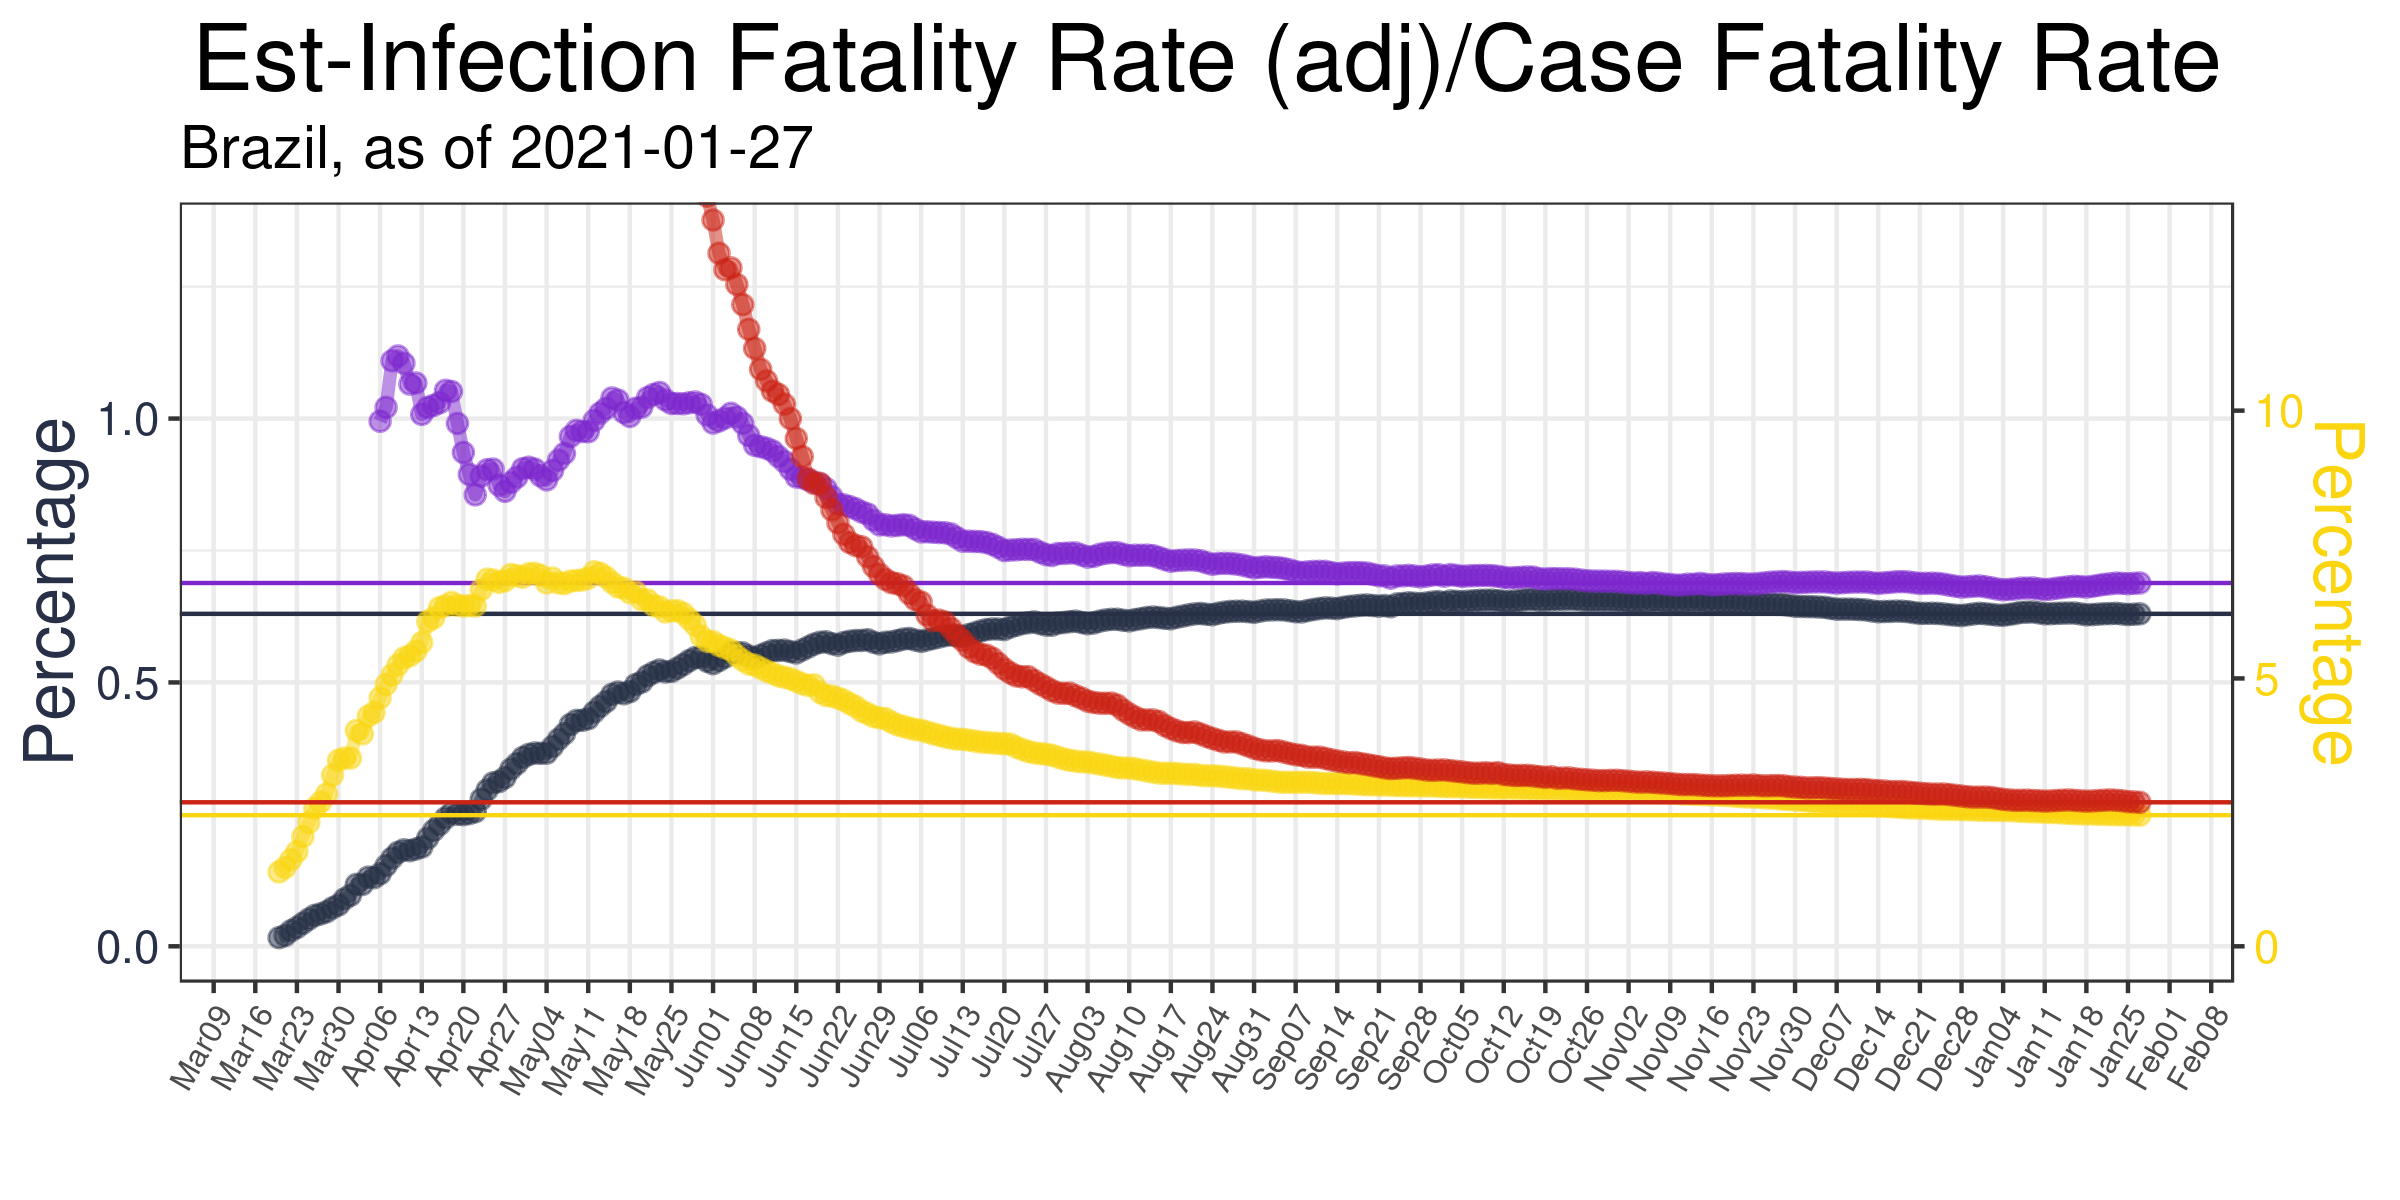 Est-Infection Fatality Rate (adj)/Case Fatality Rate
Brazil, as of 2021-01-27
Percentage
1.0
0.5
0.0
10
5
0
Percentage
Mar09
Mar16
Mar23
Mar30
Apr06
Apr13
Apr20
Apr27
May04
May11
May18
May25
Jun01
Jun08
Jun15
Jun22
Jun29
Jul06
Jul13
Jul20
Jul27
Aug03
Aug10
Aug17
Aug24
Aug31
Sep07
Sep14
Sep21
Sep28
Oct05
Oct12
Oct19
Oct26
Nov02
Nov09
Nov16
Nov23
Nov30
Dec07
Dec14
Dec21
Dec28
Jan04
Jan11
Jan18
Jan25
Feb01
Feb08